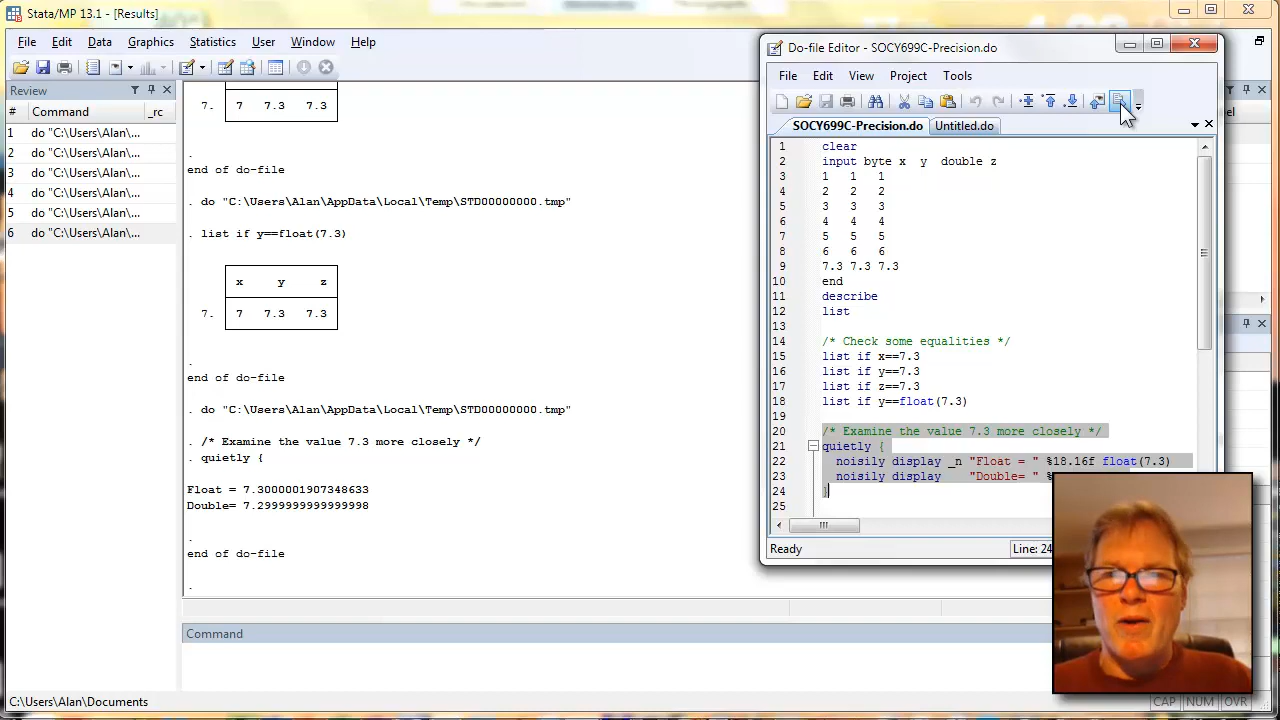 Stata/MP 13.1 - [Results]
File Edit Data Graphics Statistics User Window Help
Review
# Command _rc
1 do "C:\Users\Alan\...
2 do "C:\Users\Alan\...
3 do "C:\Users\Alan\...
4 do "C:\Users\Alan\...
5 do "C:\Users\Alan\...
6 do "C:\Users\Alan\...
7. 7 7.3 7.3
.
end of do-file
. do "C:\Users\Alan\AppData\Local\Temp\STD00000000.tmp"
. list if y==float(7.3)
x y z
7. 7 7.3 7.3
.
end of do-file
. do "C:\Users\Alan\AppData\Local\Temp\STD00000000.tmp"
. /* Examine the value 7.3 more closely */
. quietly {
Float = 7.3000001907348633
Double= 7.2999999999999998
.
end of do-file
.
Command
C:\Users\Alan\Documents
CAP NUM OVR
Do-file Editor - SOCY699C-Precision.do
File Edit View Project Tools
SOCY699C-Precision.do Untitled.do
1 clear
2 input byte x y double z
3 1 1 1
4 2 2 2
5 3 3 3
6 4 4 4
7 5 5 5
8 6 6 6
9 7.3 7.3 7.3
10 end
11 describe
12 list
13
14 /* Check some equalities */
15 list if x==7.3
16 list if y==7.3
17 list if z==7.3
18 list if y==float(7.3)
19
20 /* Examine the value 7.3 more closely */
21 quietly {
22 noisily display _n "Float = " %18.16f float(7.3)
23 noisily display "Double= " %
24 }
25
Ready Line: 24
el